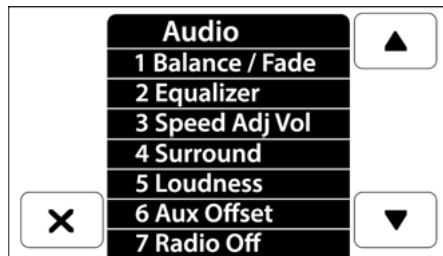 Audio
1 Balance / Fade
2 Equalizer
3 Speed Adj Vol
4 Surround
5 Loudness
6 Aux Offset
7 Radio Off